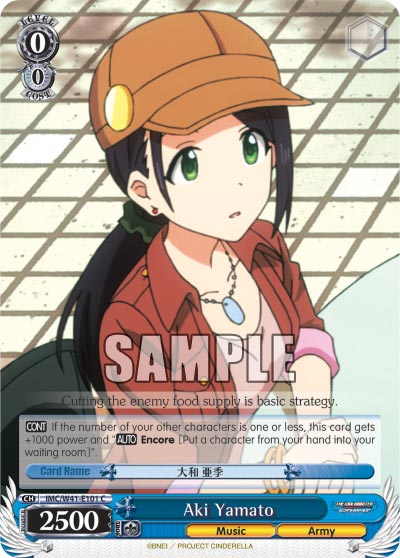 LEVEL
0
0
COST
SAMPLE
Cutting the enemy food supply is basic strategy.
CONT If the number of your other characters is one or less, this card gets
+1000 power and "AUTO Encore [Put a character from your hand into your
waiting room]".
Card Name 大和 亜季
CH IMC/W41-E101 C
2500
Aki Yamato
Music Army
©BNEI / PROJECT CINDERELLA